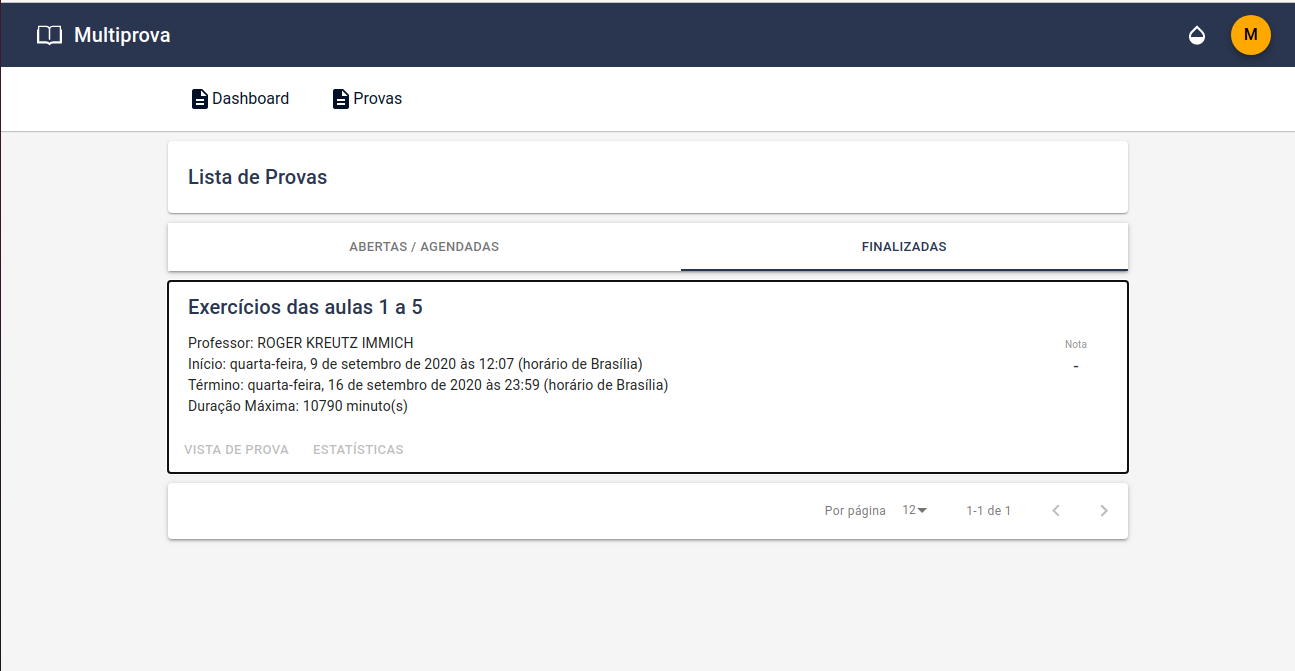 Multiprova
M
Dashboard
Provas
Lista de Provas
ABERTAS / AGENDADAS
FINALIZADAS
Exercícios das aulas 1 a 5
Professor: ROGER KREUTZ IMMICH
Início: quarta-feira, 9 de setembro de 2020 às 12:07 (horário de Brasília)
Término: quarta-feira, 16 de setembro de 2020 às 23:59 (horário de Brasília)
Duração Máxima: 10790 minuto(s)
Nota
-
VISTA DE PROVA
ESTATÍSTICAS
Por página
12
1-1 de 1